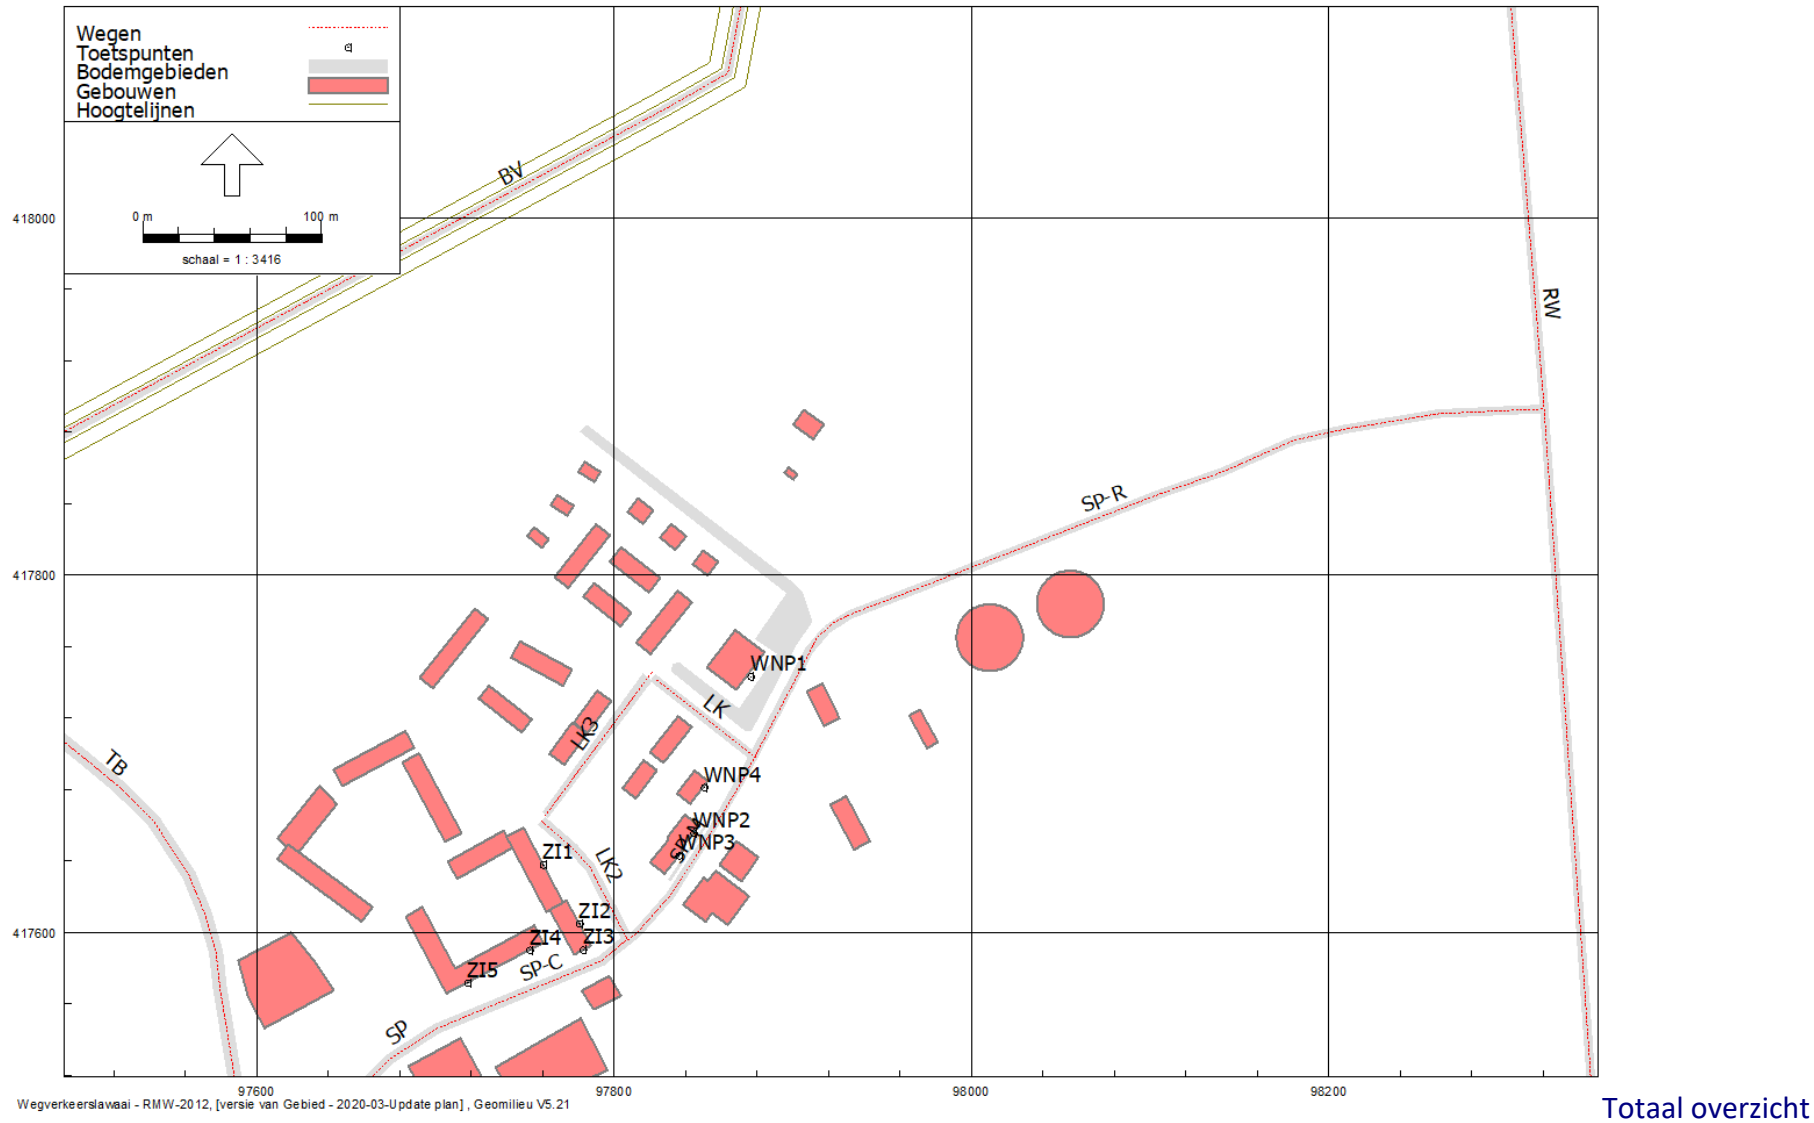 Wegen
Toetspunten
Bodemgebieden
Gebouwen
Hoogtelijnen
0 m 100 m
schaal = 1 : 3416
BV
418000
RW
SP-R
417800
WNP1
LK
LK3
TB
WNP4
WNP2
SP-M
WNP3
ZI1
LK2
ZI2
417600
ZI4
ZI3
SP-C
ZI5
SP
97600 97800 98000 98200
Wegverkeerslawaai - RMW-2012, [versie van Gebied - 2020-03-Update plan] , Geomilieu V5.21
Totaal overzicht